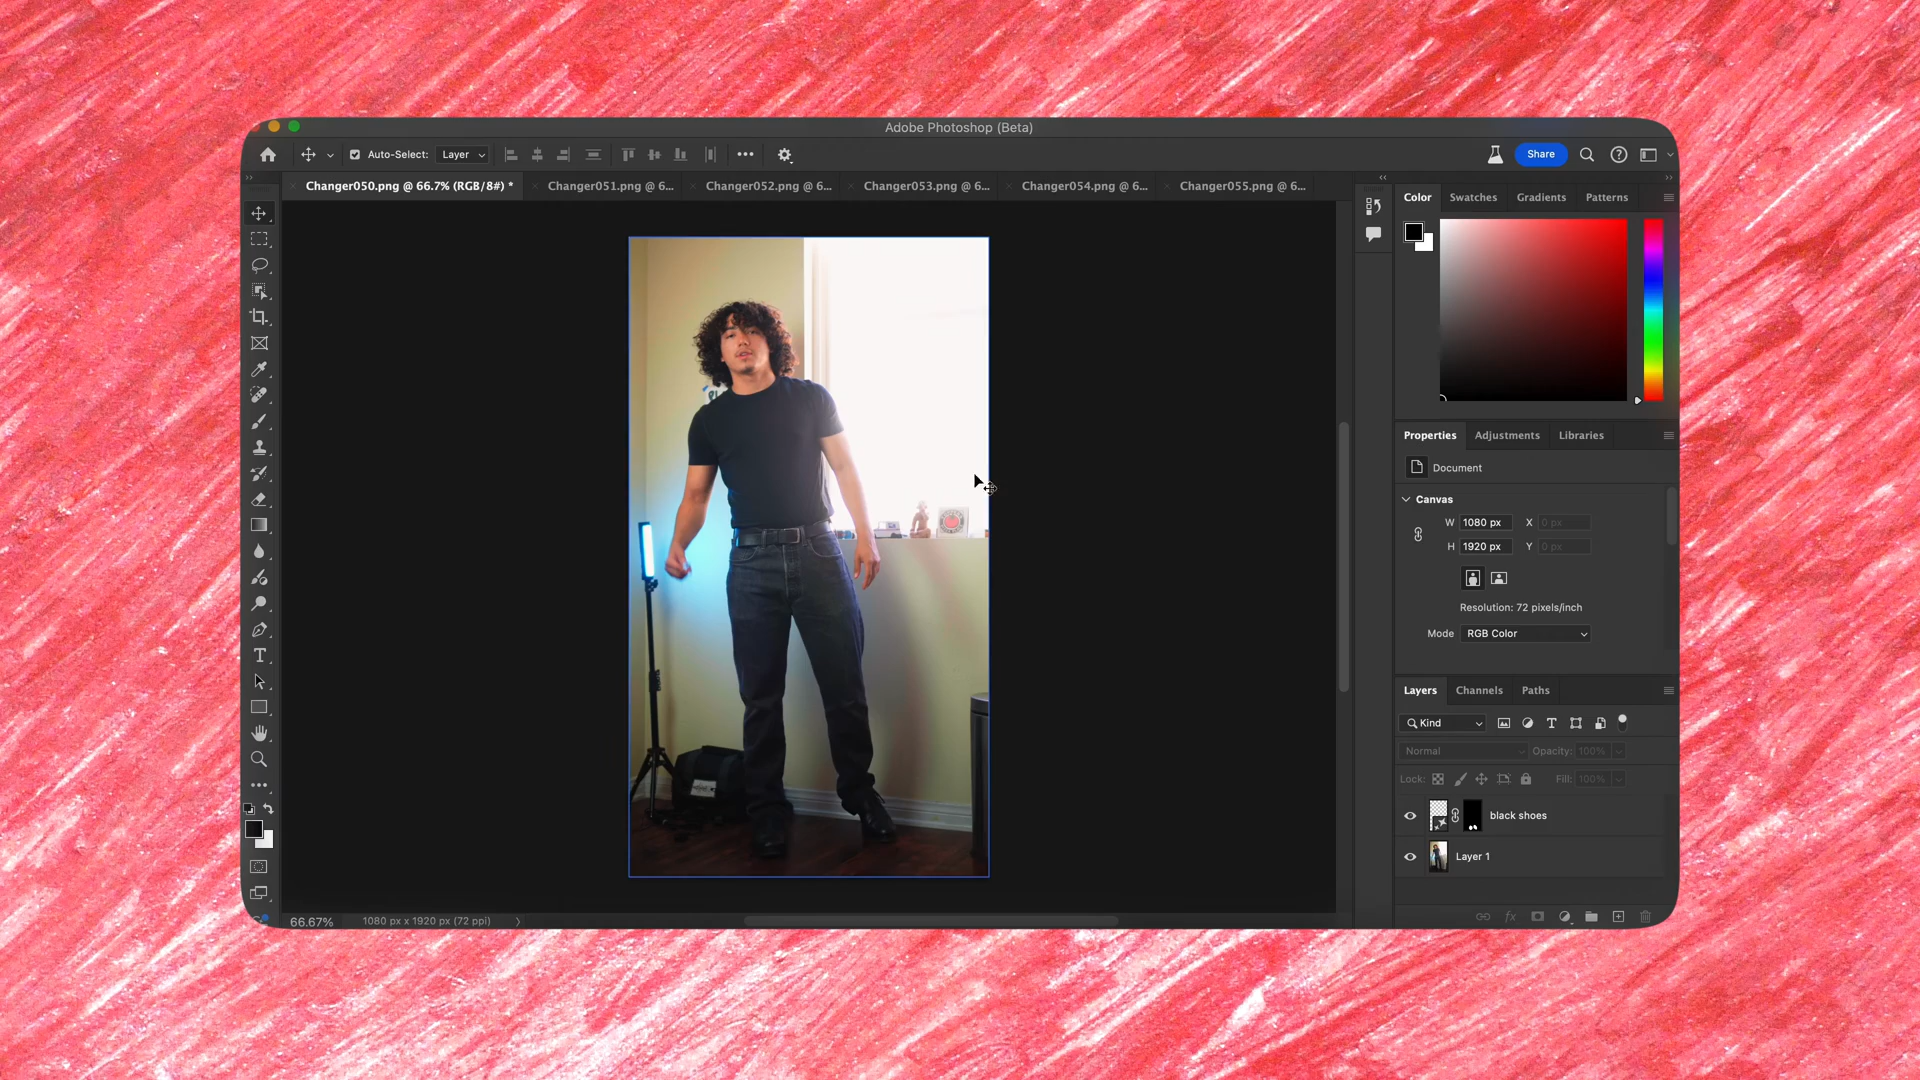 Adobe Photoshop (Beta)
Auto-Select: Layer
Share
Changer050.png @ 66.7% (RGB/8#) *
Changer051.png @ 6...
Changer052.png @ 6...
Changer053.png @ 6...
Changer054.png @ 6...
Changer055.png @ 6...
Color Swatches Gradients Patterns
Properties Adjustments Libraries
Document
Canvas
W 1080 px X 0 px
H 1920 px Y 0 px
Resolution: 72 pixels/inch
Mode RGB Color
Layers Channels Paths
Kind
Normal Opacity: 100%
Lock: Fill: 100%
black shoes
Layer 1
fx
66.67% 1080 px x 1920 px (72 ppi)